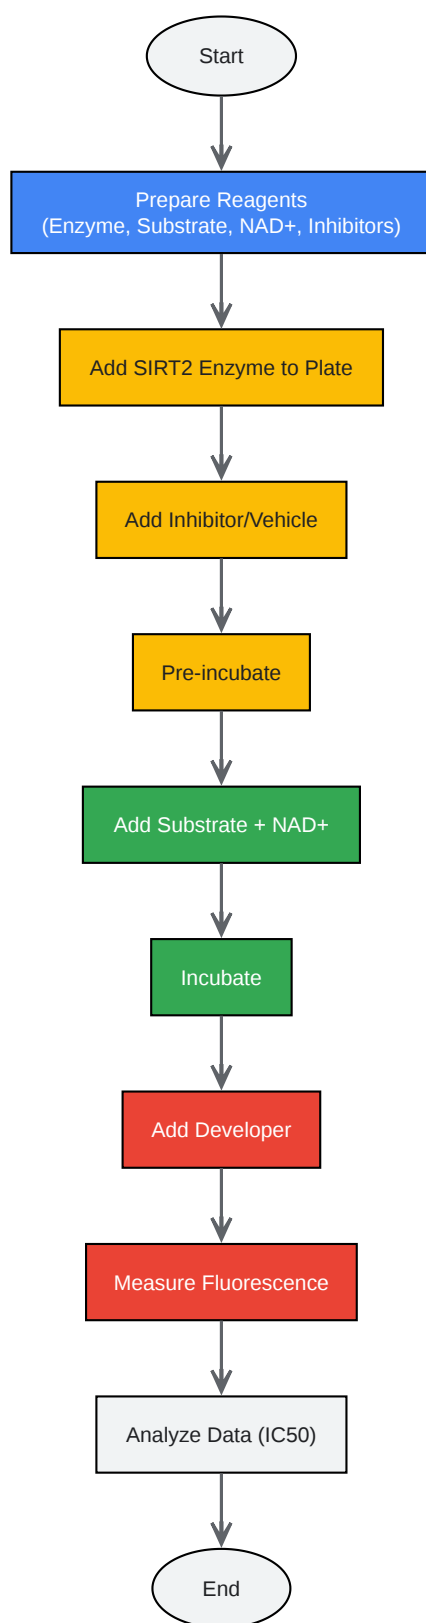 Start
Prepare Reagents
(Enzyme, Substrate, NAD+, Inhibitors)
Add SIRT2 Enzyme to Plate
Add Inhibitor/Vehicle
Pre-incubate
Add Substrate + NAD+
Incubate
Add Developer
Measure Fluorescence
Analyze Data (IC50)
End